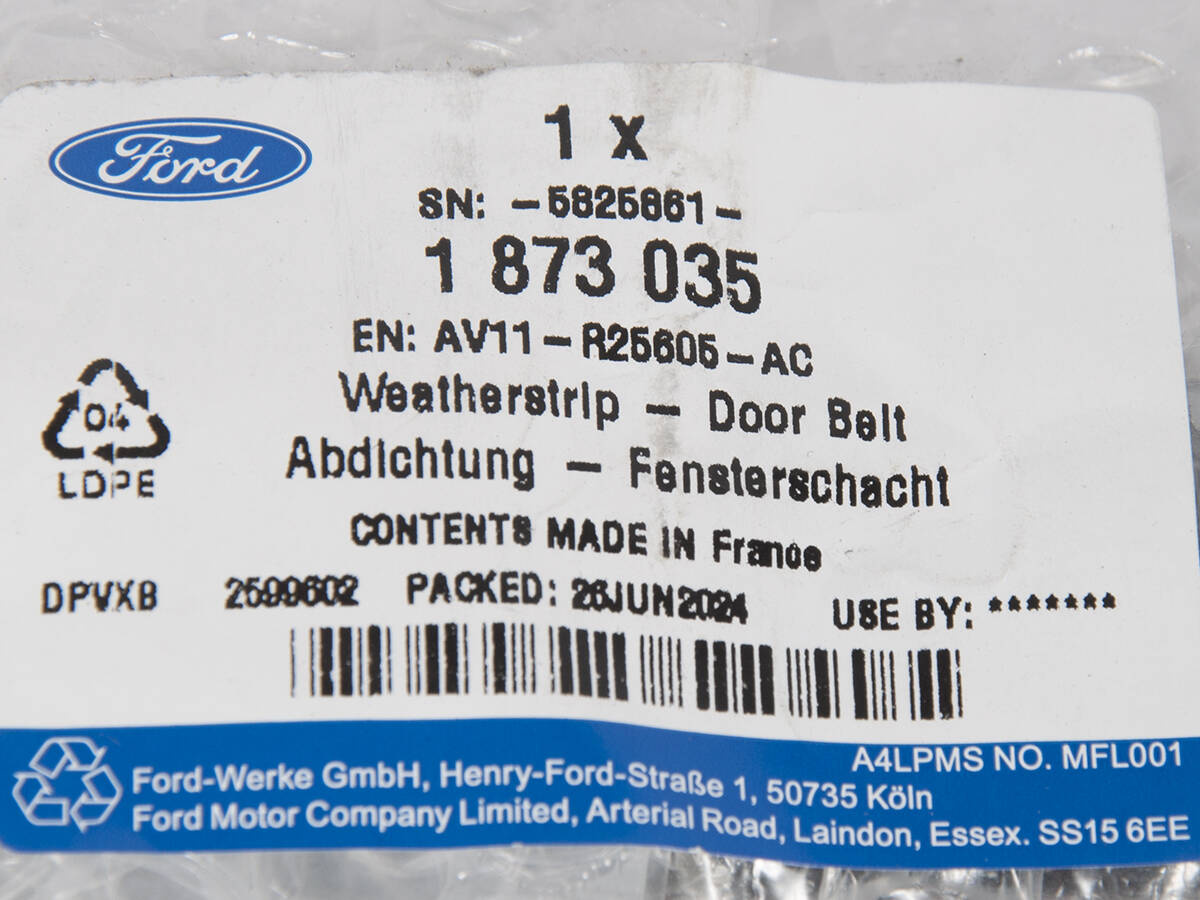 Ford
1 x
SN: -5825861-
1 873 035
EN: AV11-R25605-AC
Weatherstrip - Door Belt
Abdichtung - Fensterschacht
04
LDPE
CONTENTS MADE IN France
DPVXB 2599602 PACKED: 26JUN2024 USE BY: *******
A4LPMS NO. MFL001
Ford-Werke GmbH, Henry-Ford-Straße 1, 50735 Köln
Ford Motor Company Limited, Arterial Road, Laindon, Essex. SS15 6EE